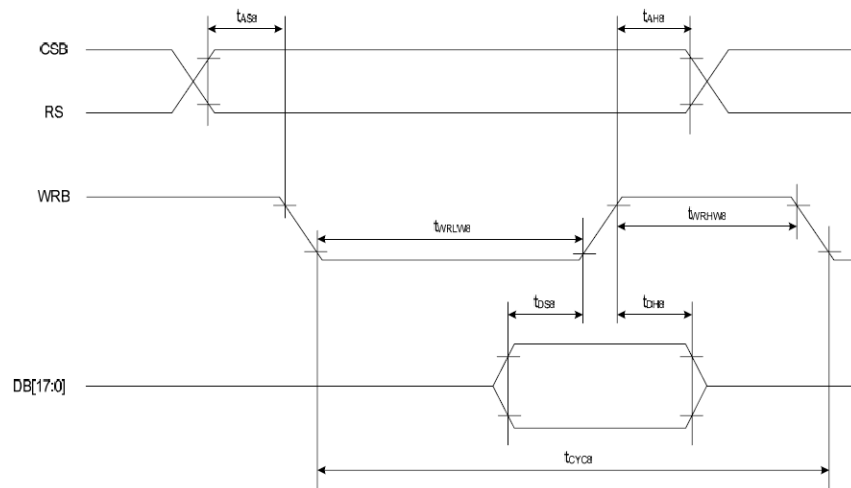 tAS8
tAH8
CSB
RS
WRB
tWRLW8
tWRHW8
tDS8
tDH8
DB[17:0]
tCYC8